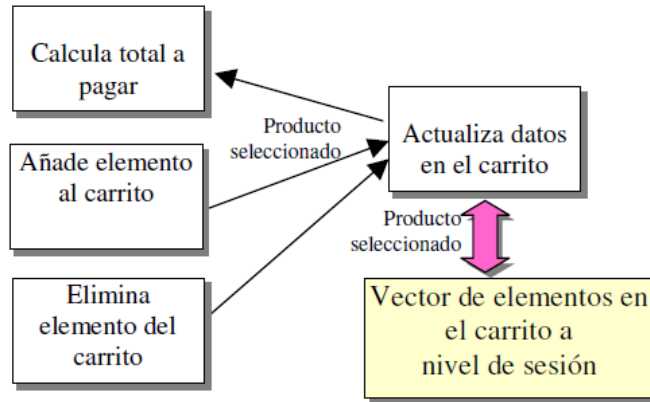 Calcula total a
pagar
Producto
seleccionado
Añade elemento
al carrito
Actualiza datos
en el carrito
Producto
seleccionado
Elimina
elemento del
carrito
Vector de elementos en
el carrito a
nivel de sesión